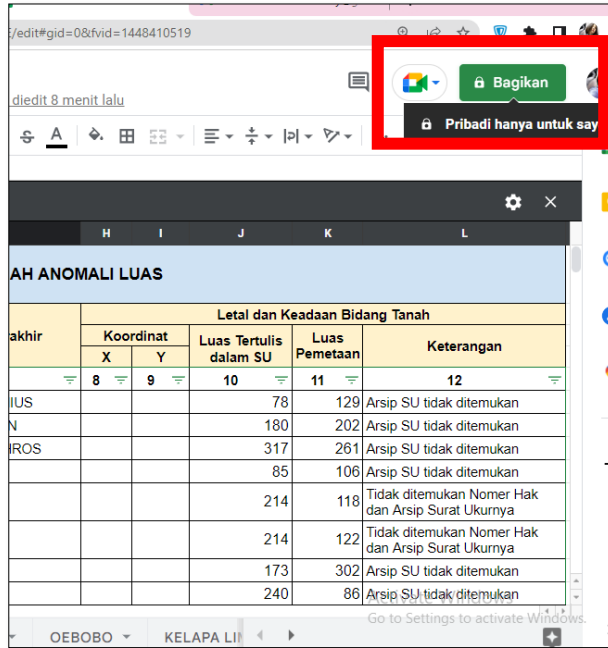 /edit#gid=0&fvid=1448410519
diedit 8 menit lalu
Bagikan
Pribadi hanya untuk say
H I J K L
AH ANOMALI LUAS
Letal dan Keadaan Bidang Tanah
akhir Koordinat Luas Tertulis dalam SU Luas Pemetaan Keterangan
X Y
8 9 10 11 12
IUS 78 129 Arsip SU tidak ditemukan
N 180 202 Arsip SU tidak ditemukan
HROS 317 261 Arsip SU tidak ditemukan
85 106 Arsip SU tidak ditemukan
214 118 Tidak ditemukan Nomer Hak
dan Arsip Surat Ukurnya
214 122 Tidak ditemukan Nomer Hak
dan Arsip Surat Ukurnya
173 302 Arsip SU tidak ditemukan
240 86 Arsip SU tidak ditemukan
Activate Windows
Go to Settings to activate Windows.
OEBOBO KELAPA LI